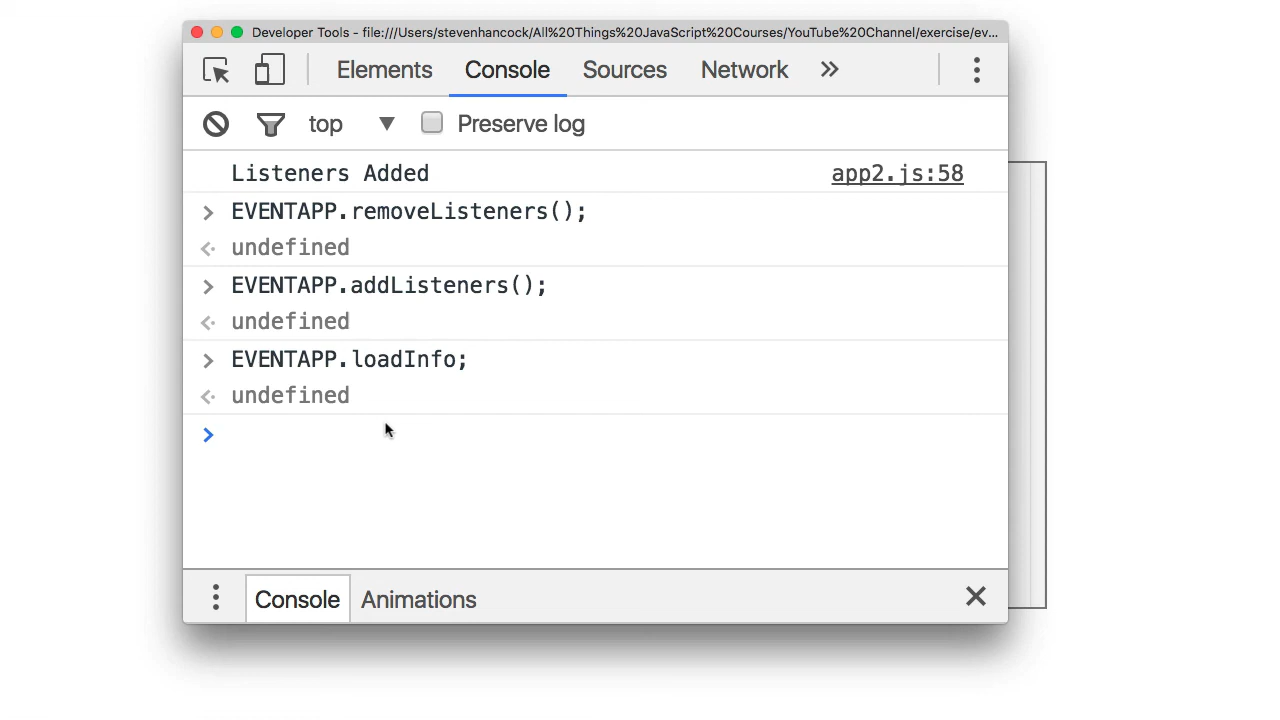 Developer Tools - file:///Users/stevenhancock/All%20Things%20JavaScript%20Courses/YouTube%20Channel/exercise/ev...
Elements Console Sources Network »
top ▼ Preserve log
Listeners Added app2.js:58
> EVENTAPP.removeListeners();
undefined
> EVENTAPP.addListeners();
undefined
> EVENTAPP.loadInfo;
undefined
>
Console Animations